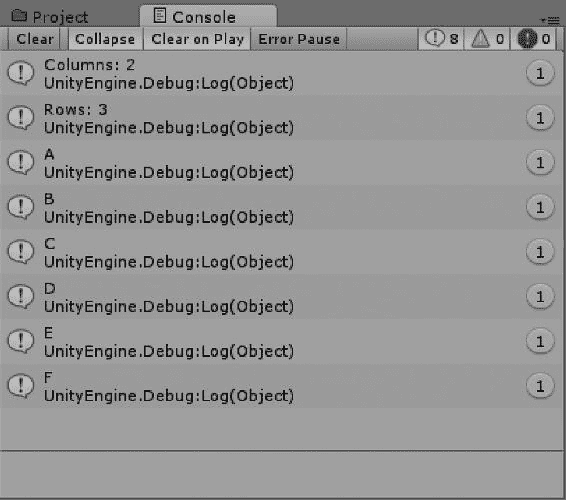 Project Console
Clear Collapse Clear on Play Error Pause 8 0 0
Columns: 2
UnityEngine.Debug:Log(Object) 1
Rows: 3
UnityEngine.Debug:Log(Object) 1
A
UnityEngine.Debug:Log(Object) 1
B
UnityEngine.Debug:Log(Object) 1
C
UnityEngine.Debug:Log(Object) 1
D
UnityEngine.Debug:Log(Object) 1
E
UnityEngine.Debug:Log(Object) 1
F
UnityEngine.Debug:Log(Object) 1